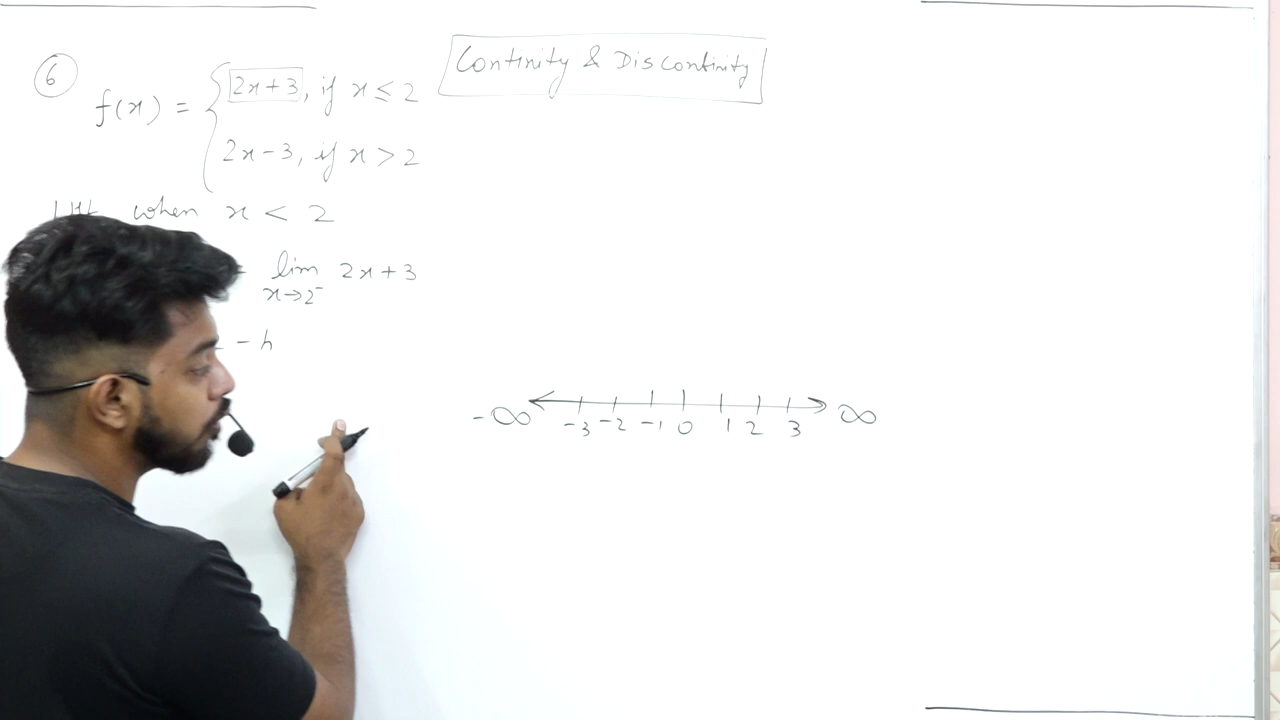 Continity & Discontinity
6
f(x) = { 2x+3, if x ≤ 2
2x-3, if x > 2
when x < 2
lim 2x+3
x→2⁻
- h
-∞ -3 -2 -1 0 1 2 3 ∞